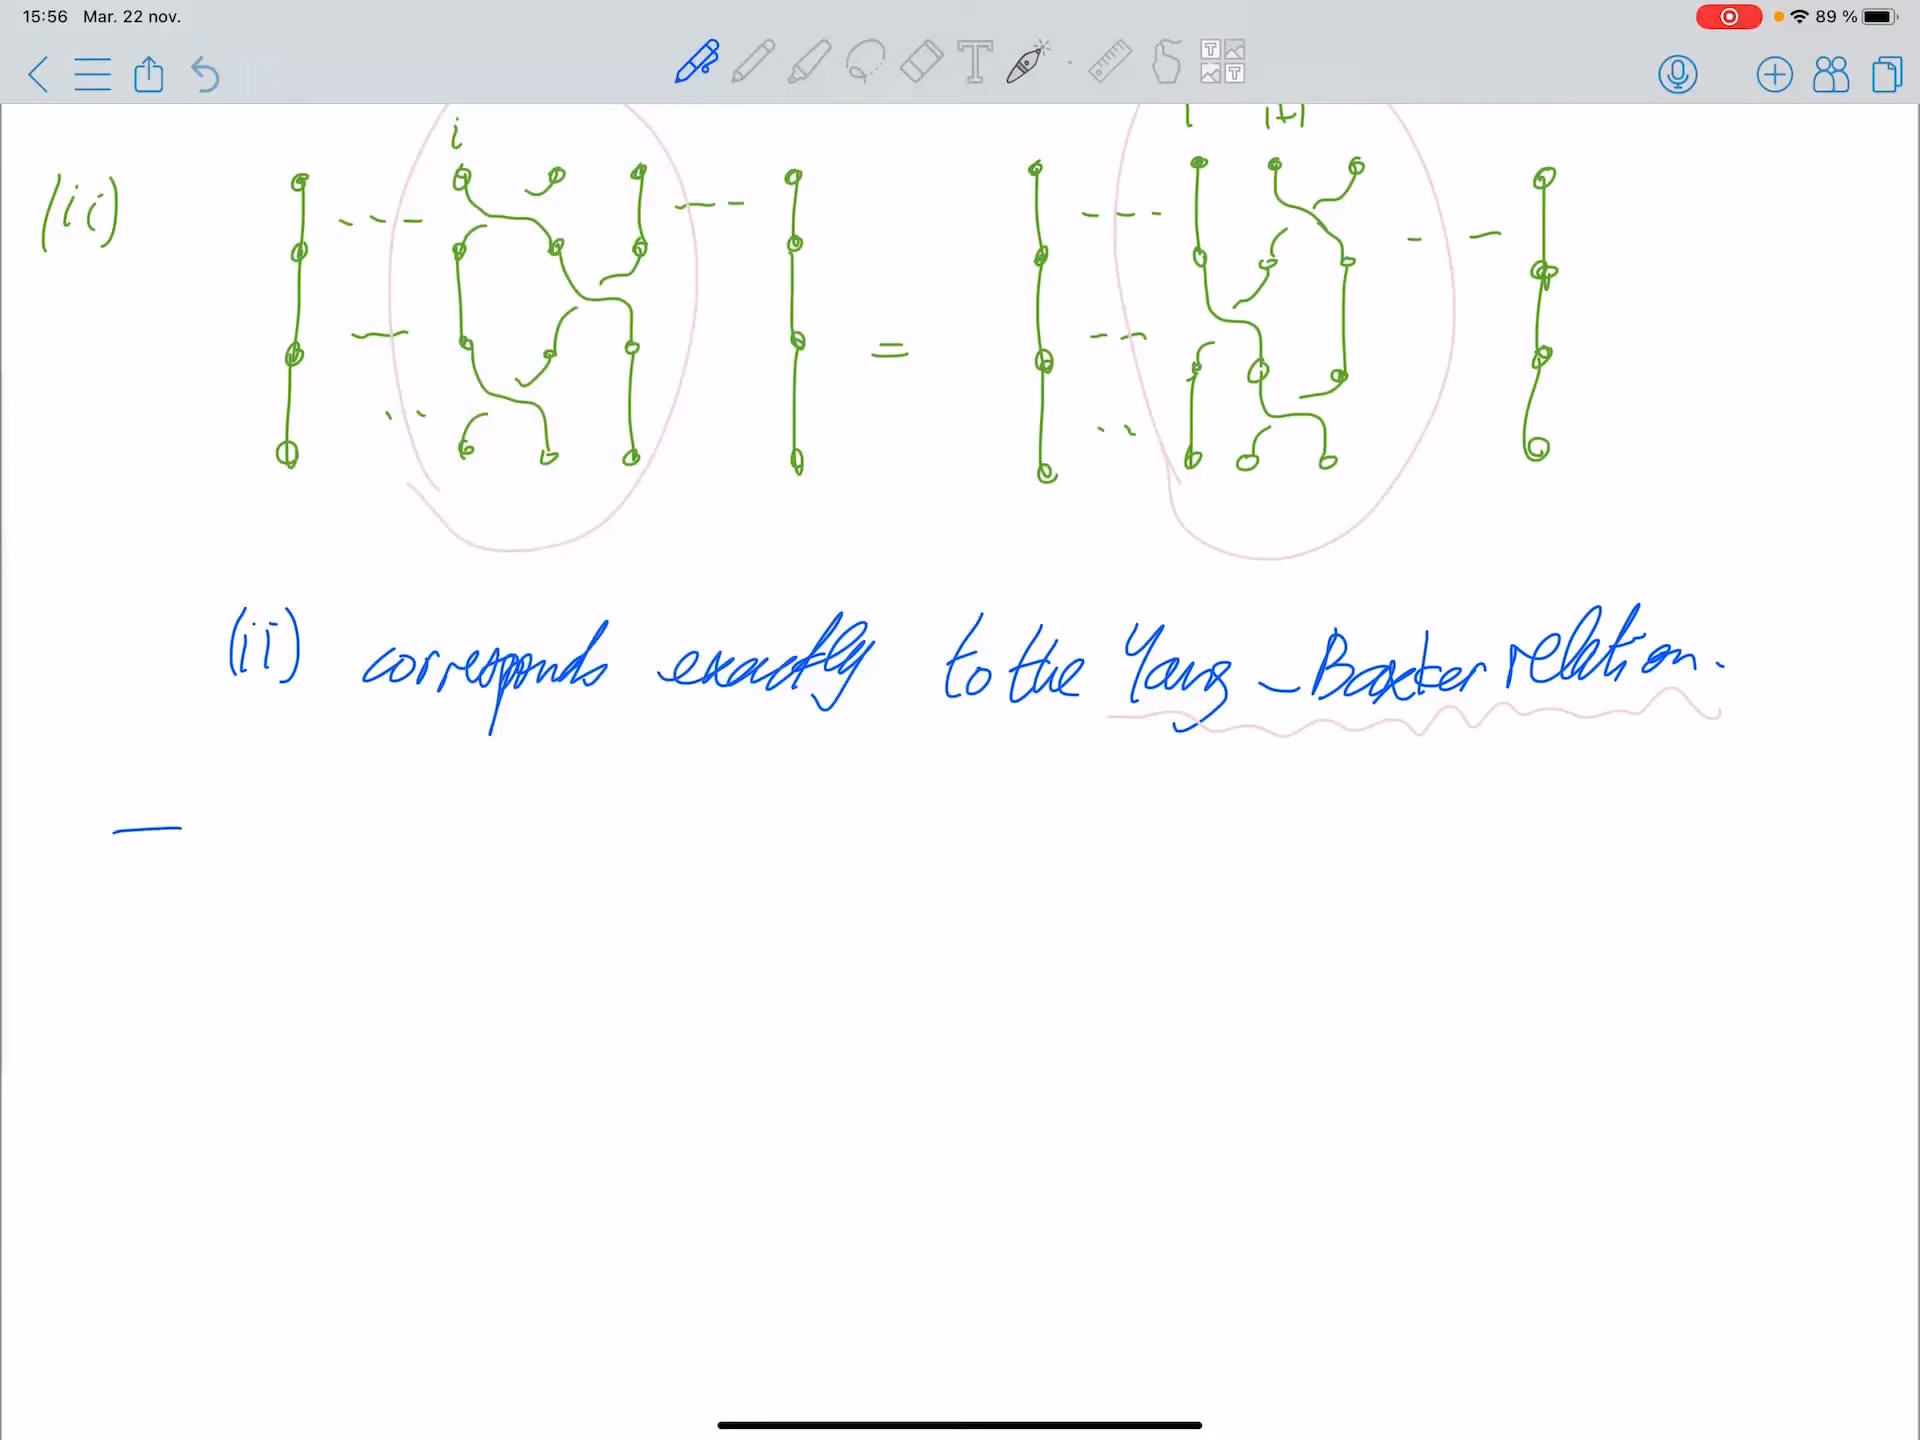 15:56 Mar. 22 nov. 89 %
i i+1
(ii)
=
(ii) corresponds exactly to the Yang-Baxter relation.